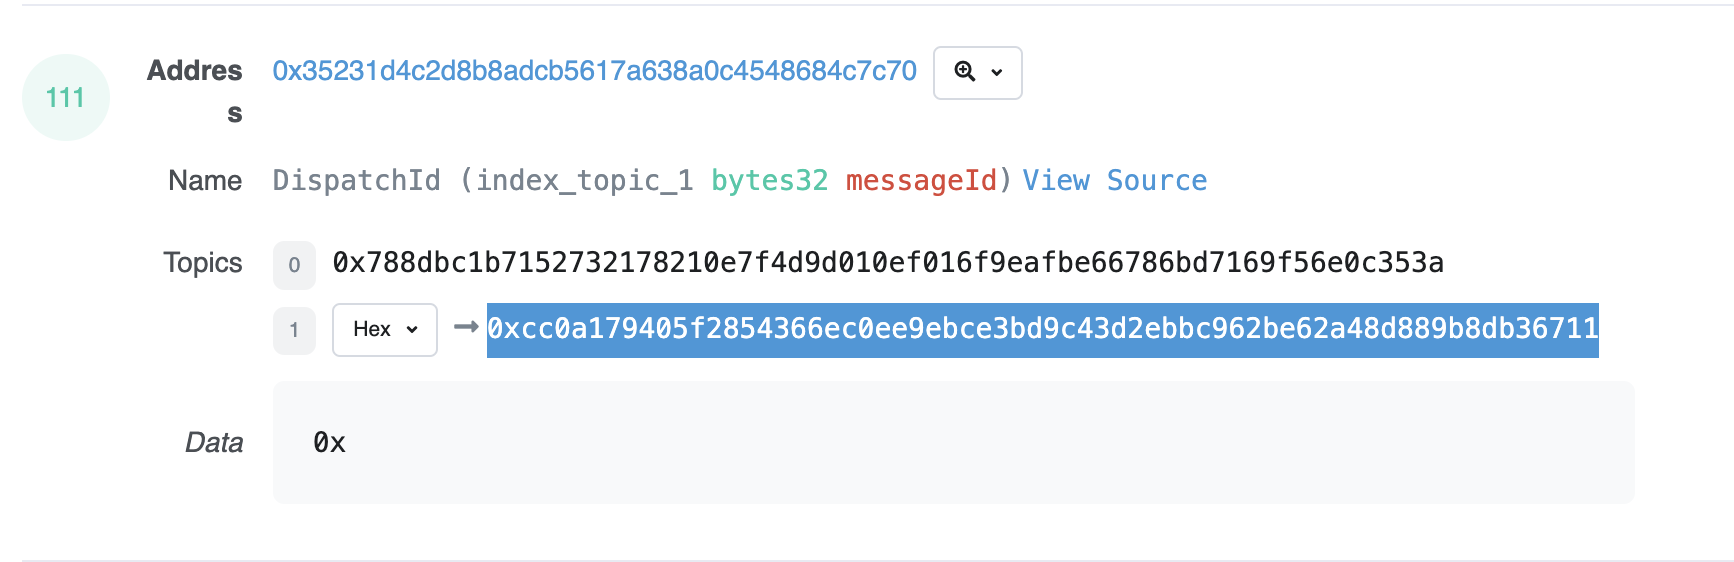 111
Address
0x35231d4c2d8b8adcb5617a638a0c4548684c7c70
Name
DispatchId (index_topic_1 bytes32 messageId) View Source
Topics
0
0x788dbc1b7152732178210e7f4d9d010ef016f9eafbe66786bd7169f56e0c353a
1
Hex
0xcc0a179405f2854366ec0ee9ebce3bd9c43d2ebbc962be62a48d889b8db36711
Data
0x